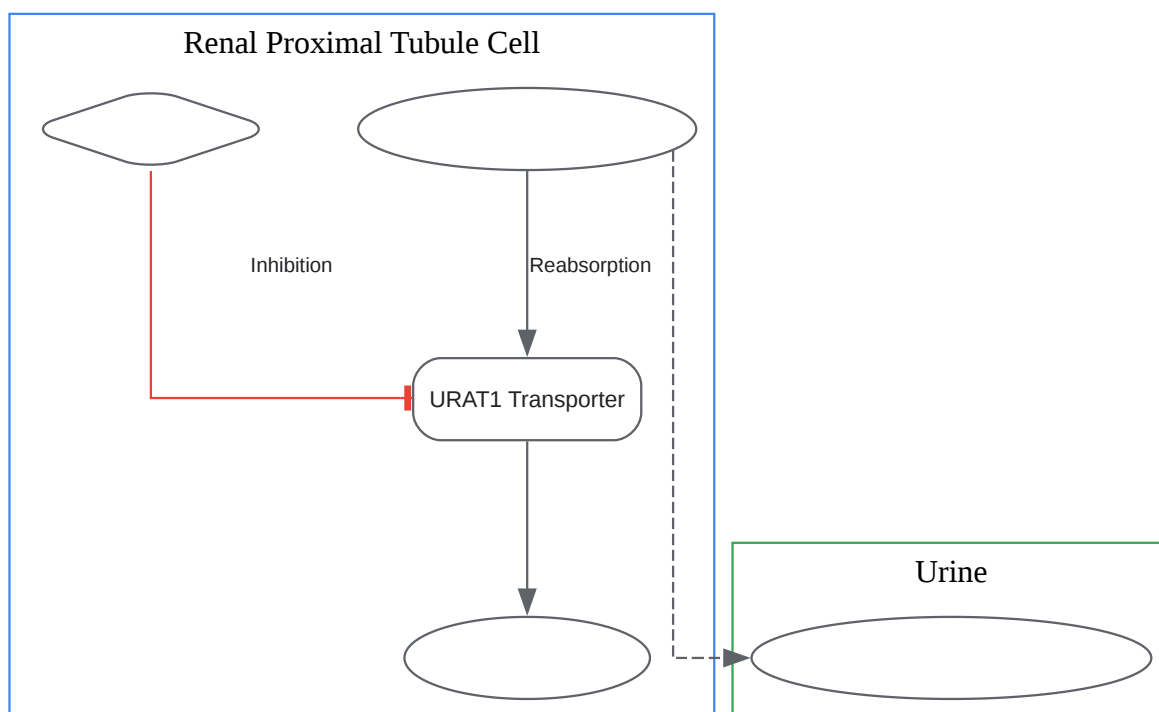 Renal Proximal Tubule Cell
Inhibition
Reabsorption
URAT1 Transporter
Urine